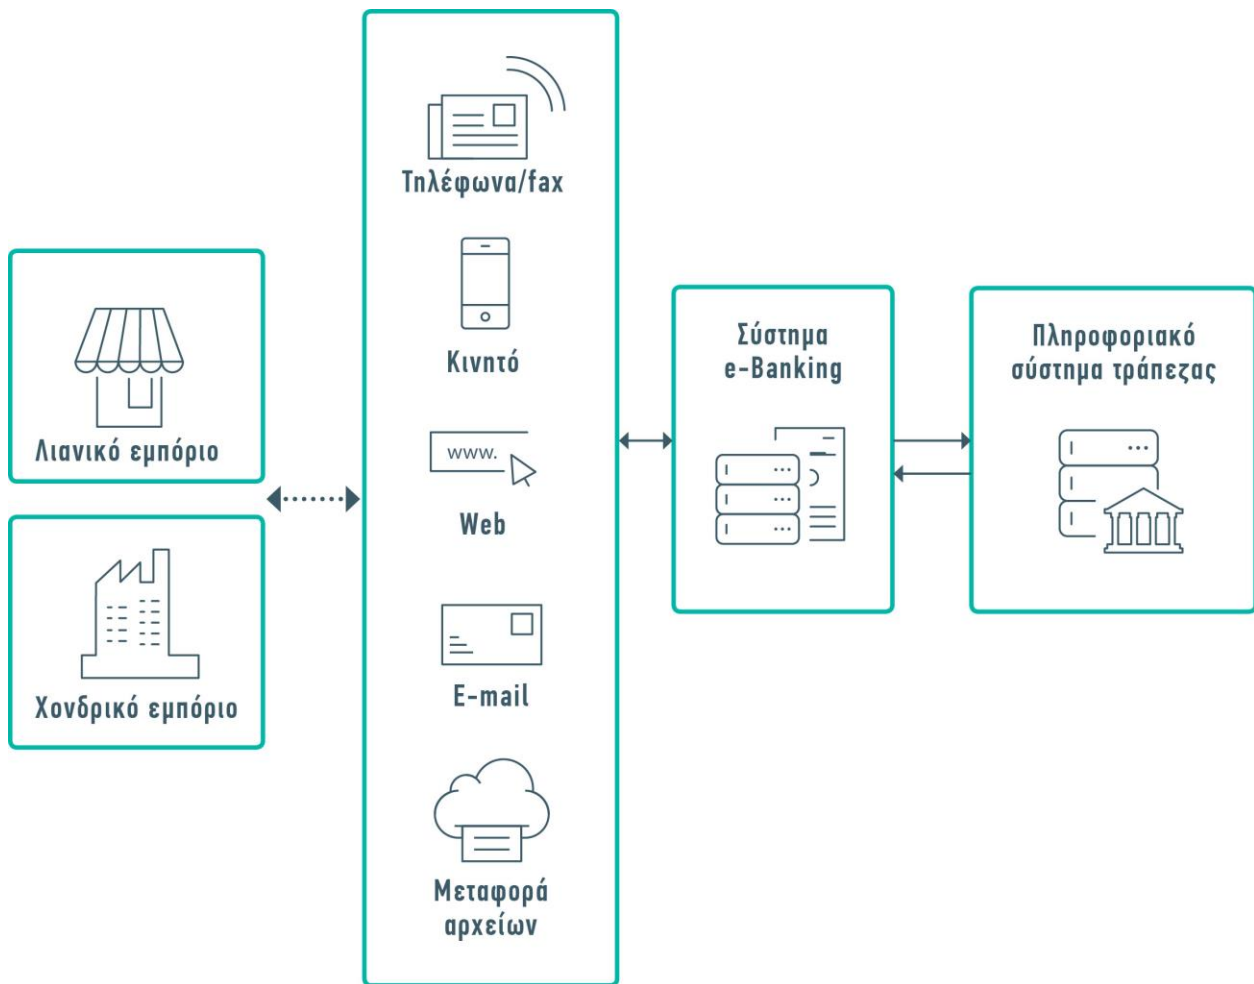 Λιανικό εμπόριο
Χονδρικό εμπόριο
Τηλέφωνα/fax
Κινητό
www.
Web
E-mail
Μεταφορά
αρχείων
Σύστημα
e-Banking
Πληροφοριακό
σύστημα τράπεζας